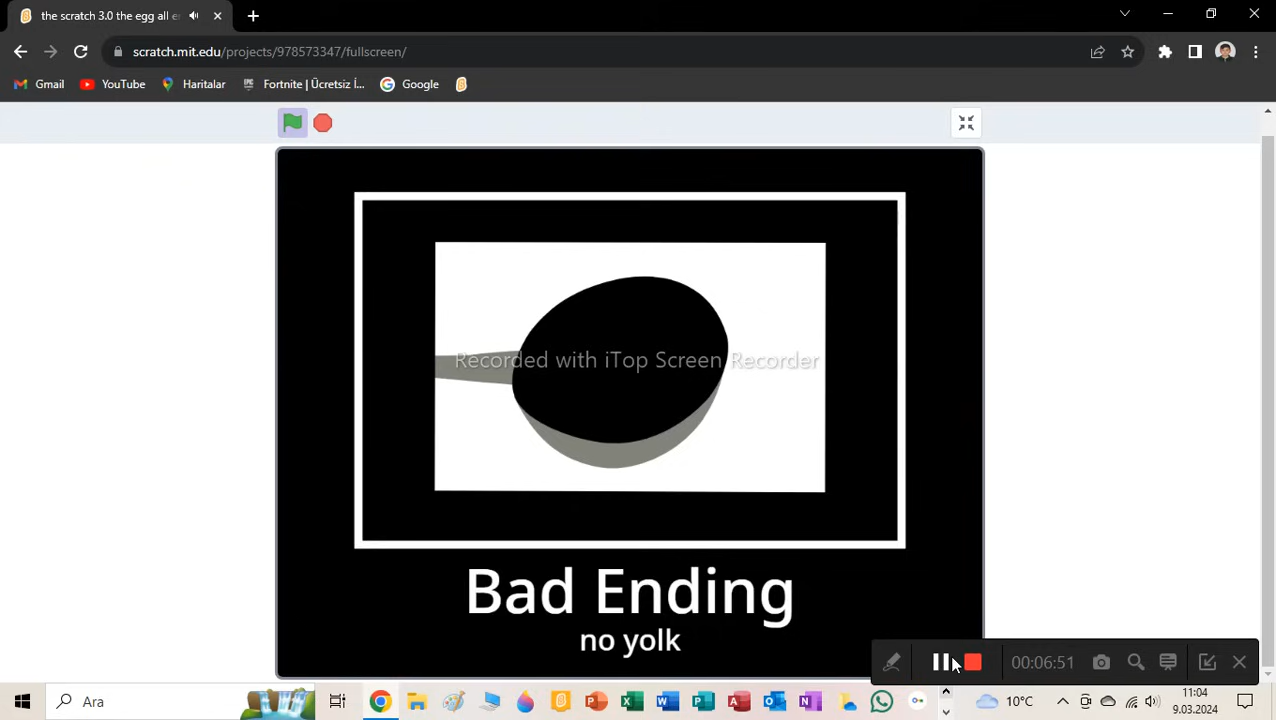 the scratch 3.0 the egg all e
scratch.mit.edu/projects/978573347/fullscreen/
Gmail
YouTube
Haritalar
EPIC GAMES
Fortnite | Ücretsiz İ...
Google
Recorded with iTop Screen Recorder
Bad Ending
no yolk
00:06:51
Ara
10°C
11:04
9.03.2024